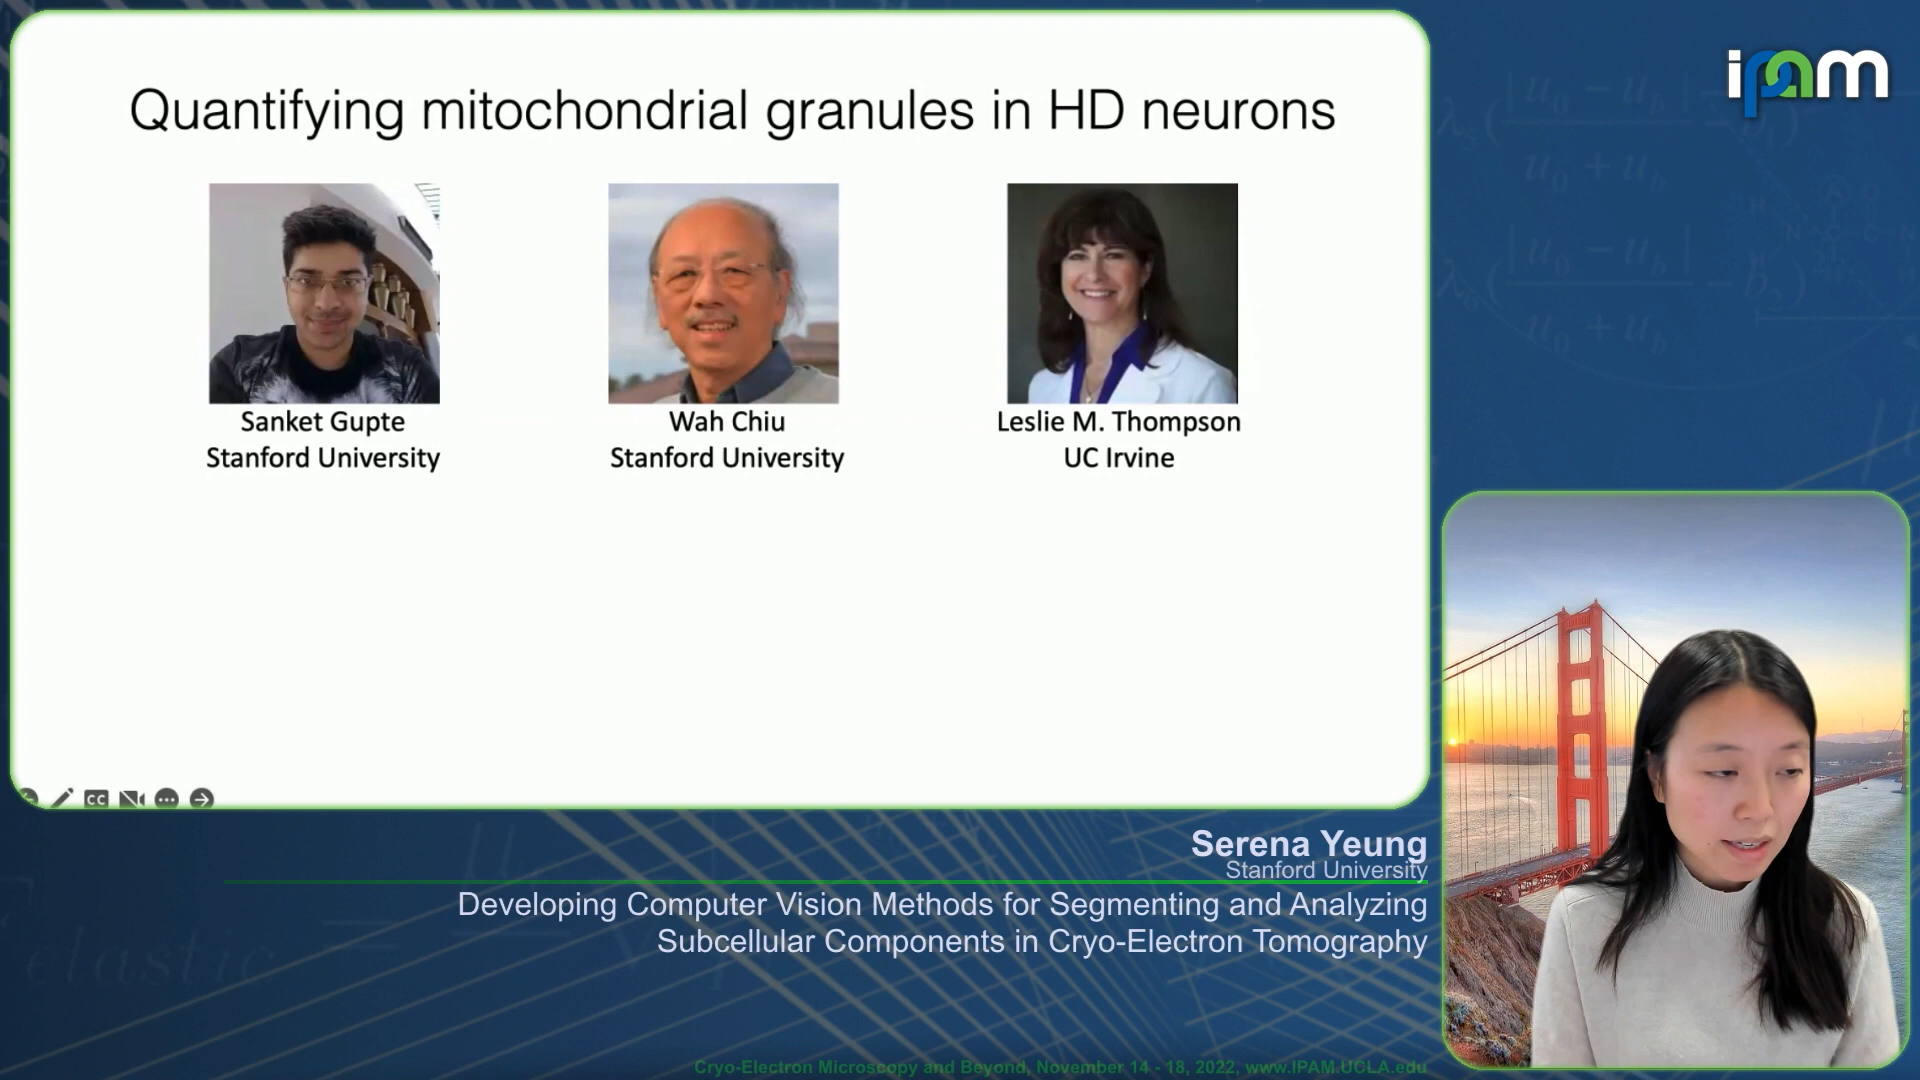 Quantifying mitochondrial granules in HD neurons
Sanket Gupte
Stanford University
Wah Chiu
Stanford University
Leslie M. Thompson
UC Irvine
ipam
CC
Serena Yeung
Stanford University
Developing Computer Vision Methods for Segmenting and Analyzing
Subcellular Components in Cryo-Electron Tomography
Cryo-Electron Microscopy and Beyond, November 14 - 18, 2022, www.IPAM.UCLA.edu
elastic